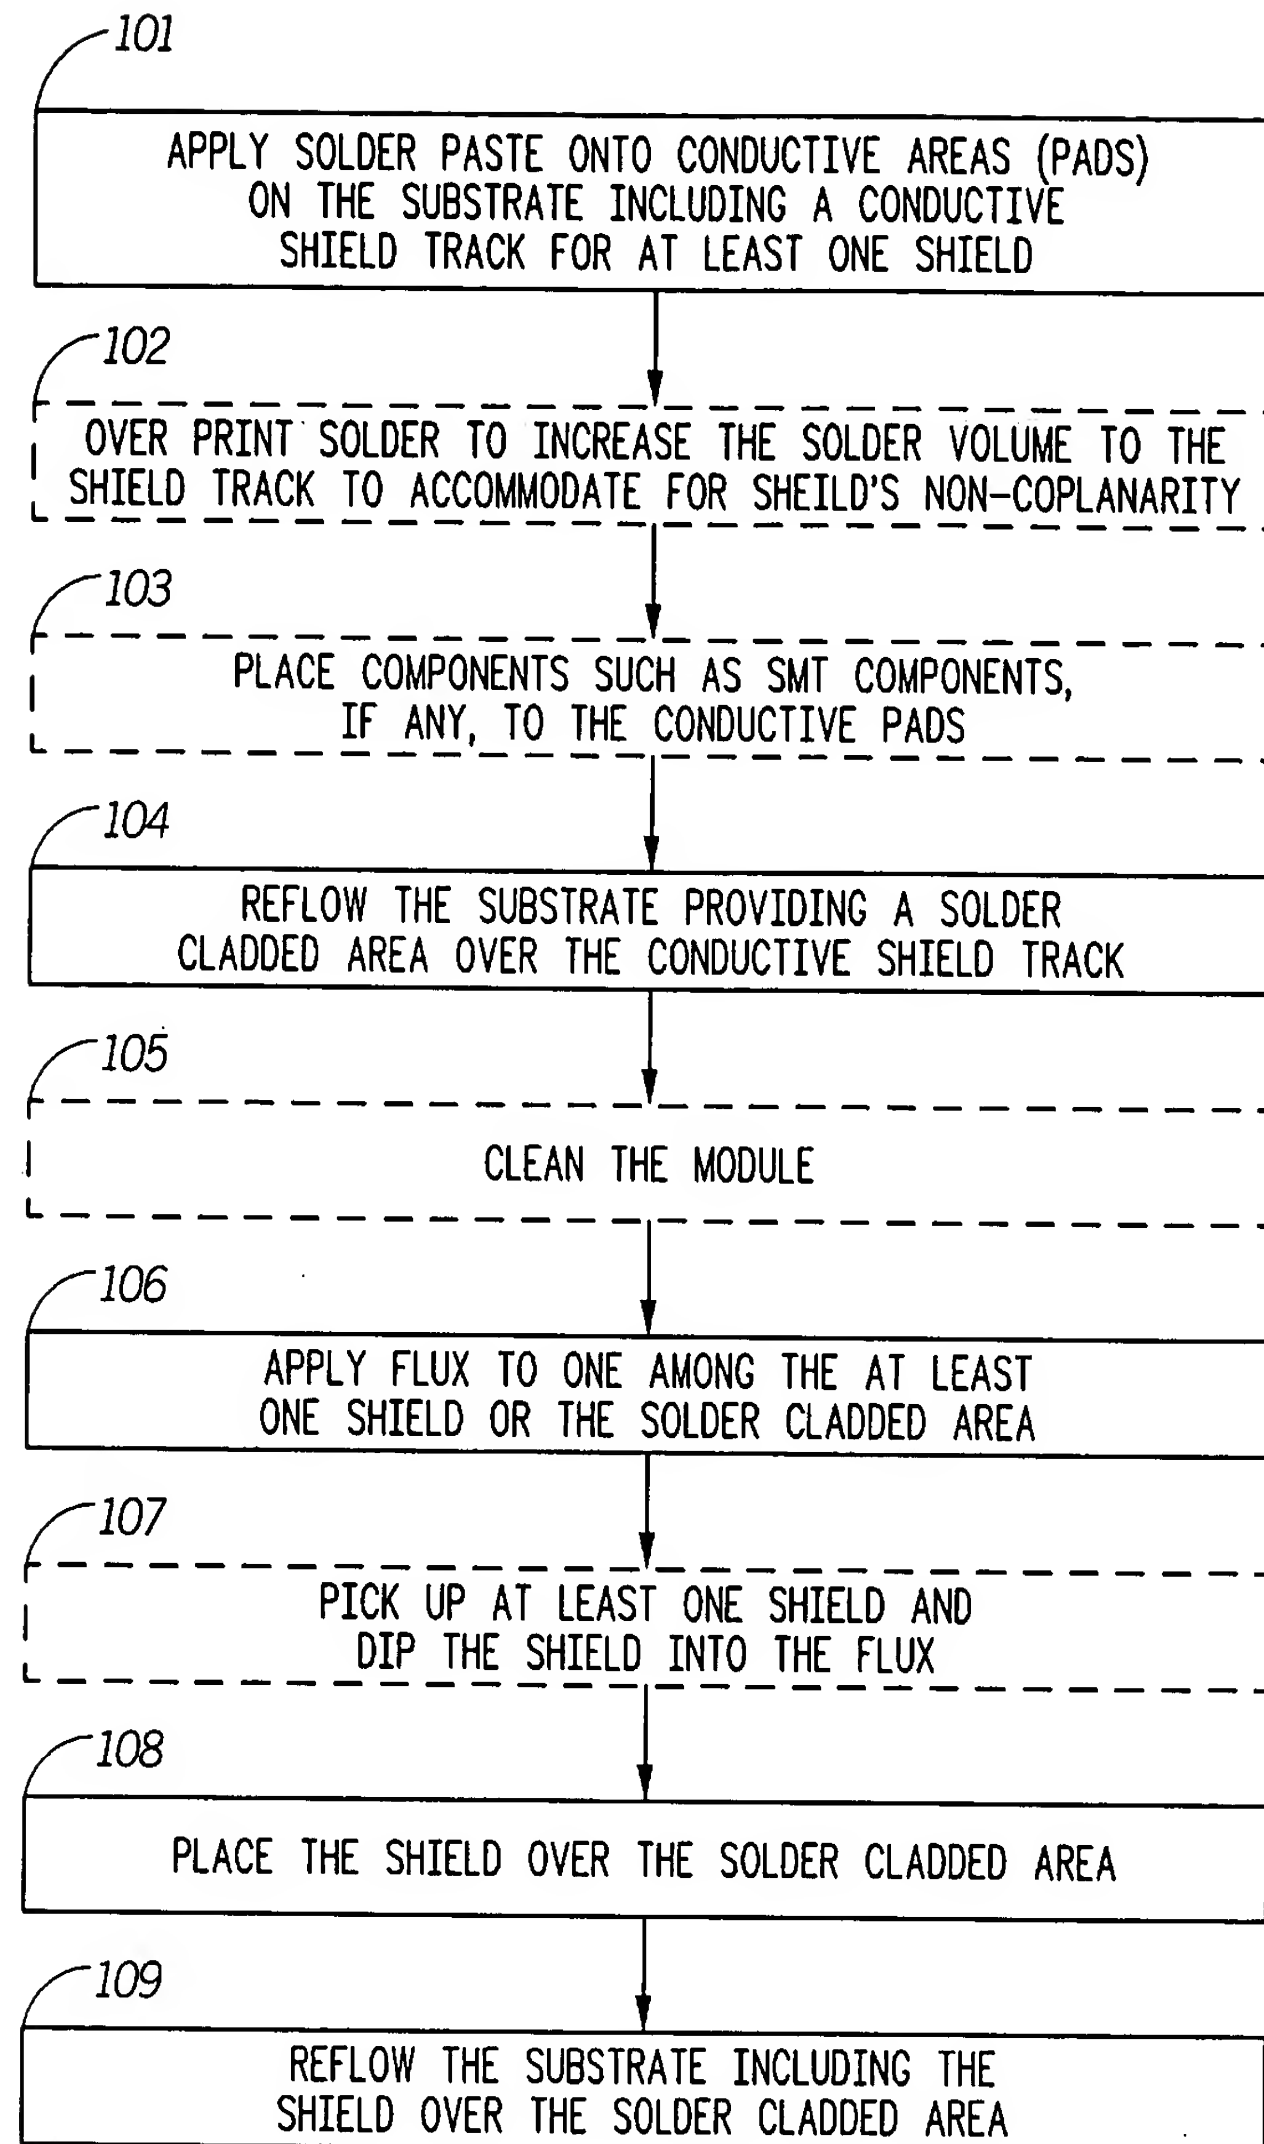 101
APPLY SOLDER PASTE ONTO CONDUCTIVE AREAS (PADS)
ON THE SUBSTRATE INCLUDING A CONDUCTIVE
SHIELD TRACK FOR AT LEAST ONE SHIELD
102
OVER PRINT SOLDER TO INCREASE THE SOLDER VOLUME TO THE
SHIELD TRACK TO ACCOMMODATE FOR SHEILD'S NON-COPLANARITY
103
PLACE COMPONENTS SUCH AS SMT COMPONENTS,
IF ANY, TO THE CONDUCTIVE PADS
104
REFLOW THE SUBSTRATE PROVIDING A SOLDER
CLADDED AREA OVER THE CONDUCTIVE SHIELD TRACK
105
CLEAN THE MODULE
106
APPLY FLUX TO ONE AMONG THE AT LEAST
ONE SHIELD OR THE SOLDER CLADDED AREA
107
PICK UP AT LEAST ONE SHIELD AND
DIP THE SHIELD INTO THE FLUX
108
PLACE THE SHIELD OVER THE SOLDER CLADDED AREA
109
REFLOW THE SUBSTRATE INCLUDING THE
SHIELD OVER THE SOLDER CLADDED AREA